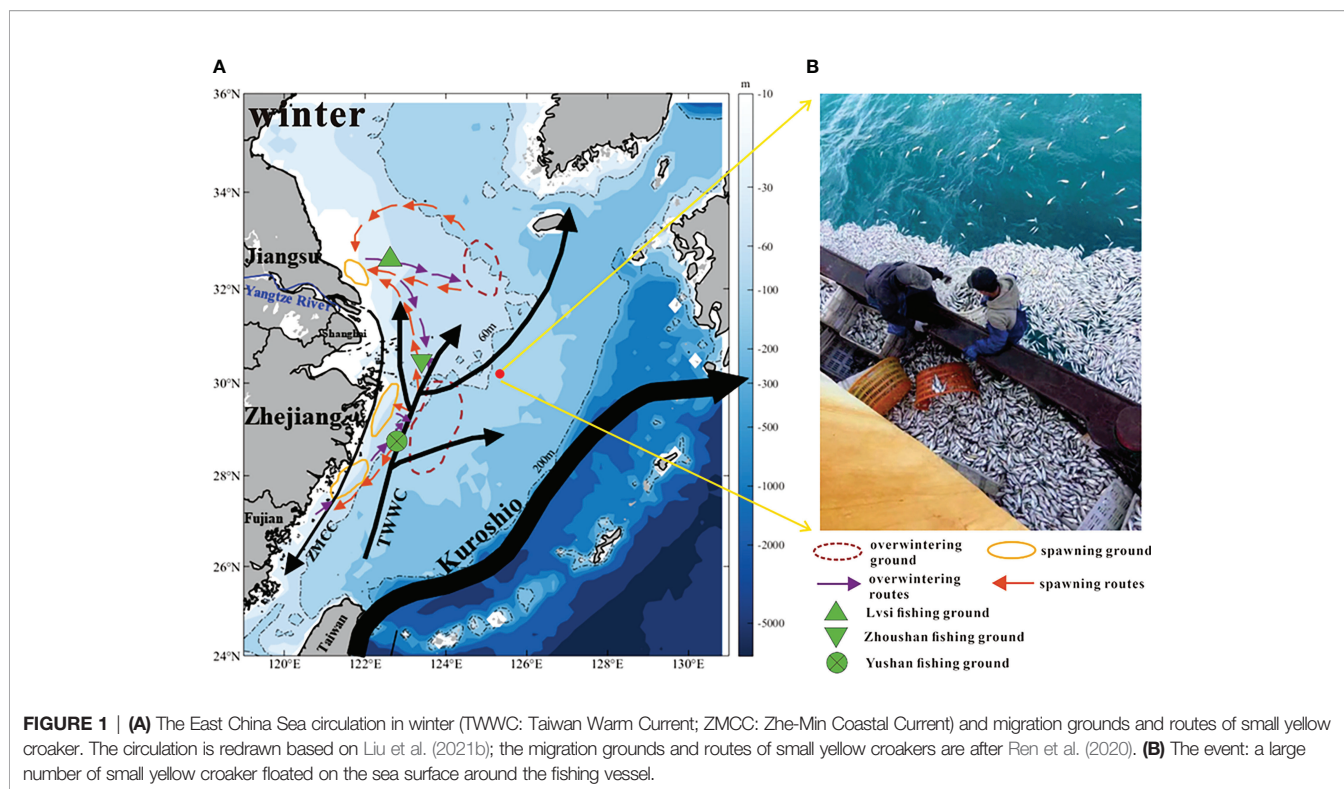 A
B
36°N
34°N
32°N
30°N
28°N
26°N
24°N
120°E
122°E
124°E
126°E
128°E
130°E
winter
Jiangsu
Yangtze River
Shanghai
Zhejiang
Fujian
ZMCC
TWWC
Kuroshio
Taiwan
60m
200m
m
-10
-30
-60
-100
-200
-300
-500
-1000
-2000
-5000
overwintering
ground
spawning ground
overwintering
routes
spawning routes
Lvsi fishing ground
Zhoushan fishing ground
Yushan fishing ground
FIGURE 1 | (A) The East China Sea circulation in winter (TWWC: Taiwan Warm Current; ZMCC: Zhe-Min Coastal Current) and migration grounds and routes of small yellow
croaker. The circulation is redrawn based on Liu et al. (2021b); the migration grounds and routes of small yellow croakers are after Ren et al. (2020). (B) The event: a large
number of small yellow croaker floated on the sea surface around the fishing vessel.